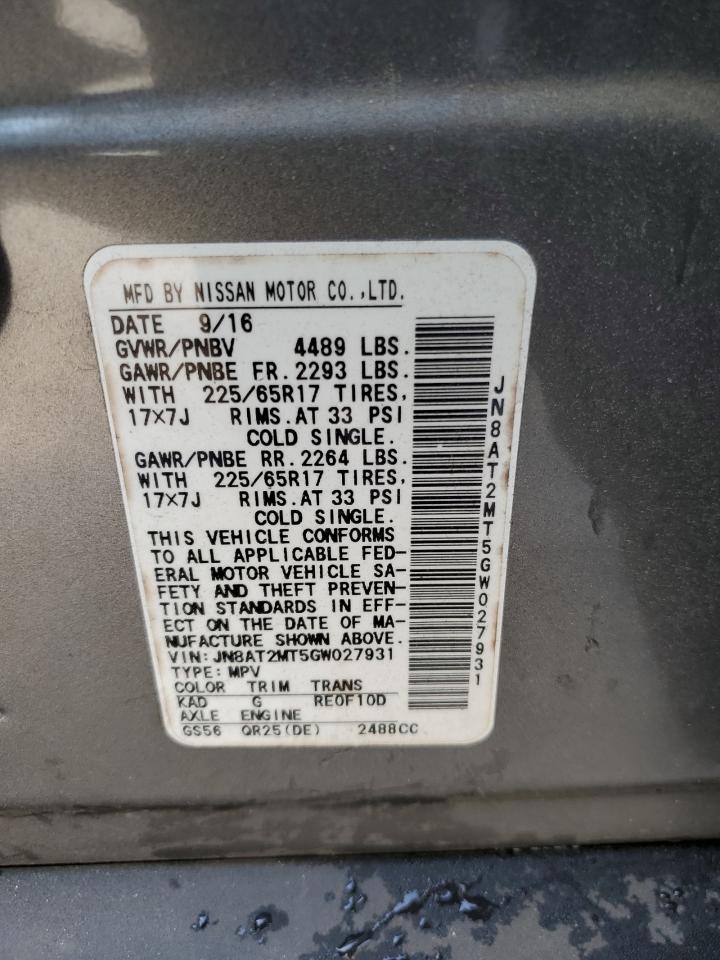 MFD BY NISSAN MOTOR CO.,LTD.
DATE 9/16
GVWR/PNBV 4489 LBS.
GAWR/PNBE FR. 2293 LBS.
WITH 225/65R17 TIRES,
17×7J RIMS. AT 33 PSI
COLD SINGLE.
GAWR/PNBE RR. 2264 LBS.
WITH 225/65R17 TIRES,
17×7J RIMS. AT 33 PSI
COLD SINGLE.
THIS VEHICLE CONFORMS
TO ALL APPLICABLE FED-
ERAL MOTOR VEHICLE SA-
FETY AND THEFT PREVEN-
TION STANDARDS IN EFF-
ECT ON THE DATE OF MA-
NUFACTURE SHOWN ABOVE.
VIN:JN8AT2MT5GW027931
TYPE:MPV
COLOR TRIM TRANS
KAD G RE0F10D
AXLE ENGINE
GS56 QR25(DE) 2488CC
JN8AT2MT5GW027931